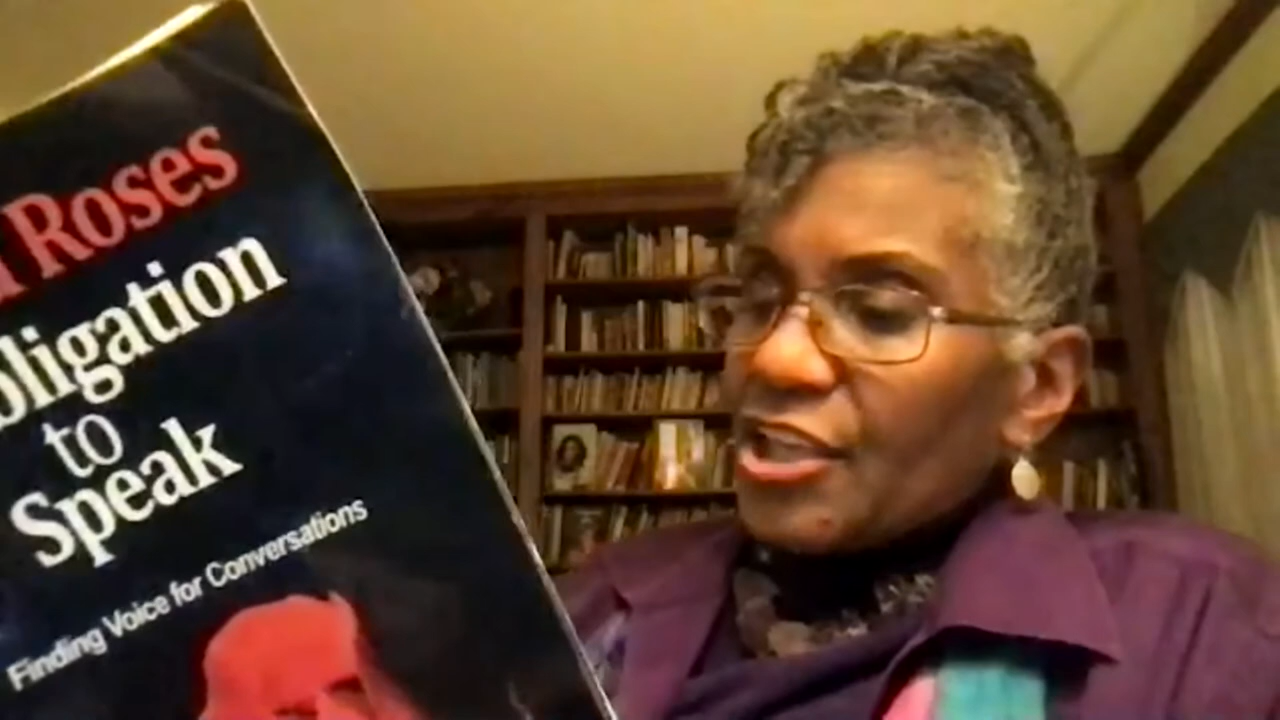 Roses
bligation
to
Speak
Finding Voice for Conversations